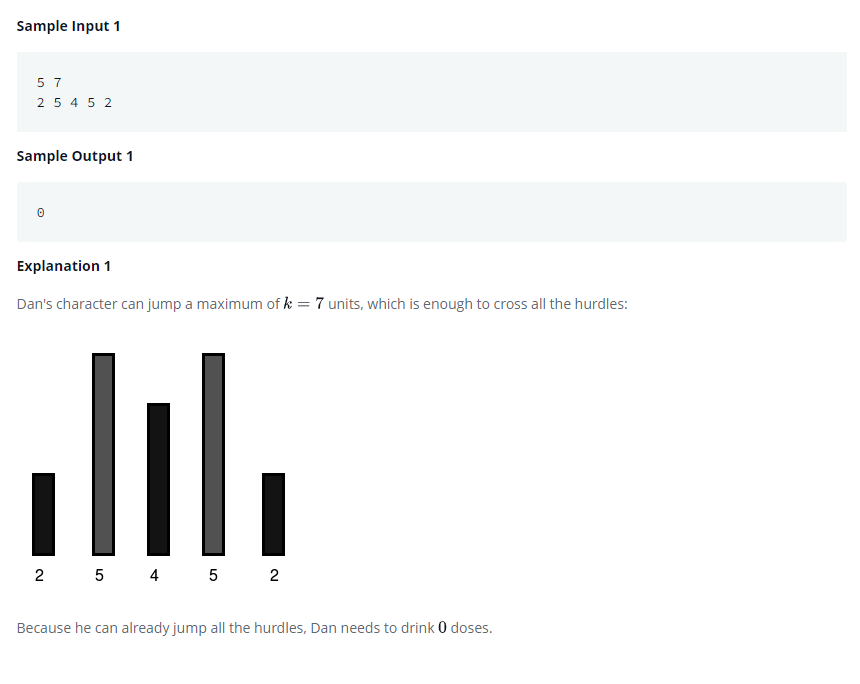 Sample Input 1
5 7
2 5 4 5 2
Sample Output 1
0
Explanation 1
Dan's character can jump a maximum of k = 7 units, which is enough to cross all the hurdles:
2 5 4 5 2
Because he can already jump all the hurdles, Dan needs to drink 0 doses.